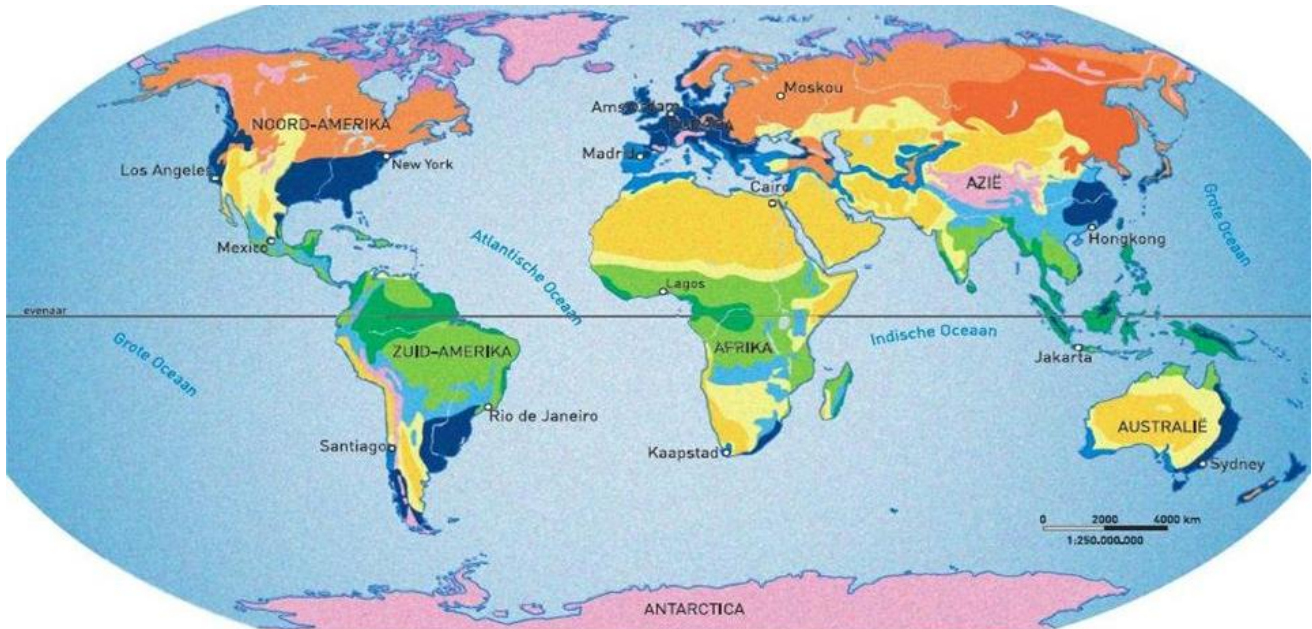 Moskou
Amsterdam
NOORD-AMERIKA
EUROPA
Madrid
New York
Los Angeles
Cairo
AZIË
Grote Oceaan
Atlantische Oceaan
Mexico
Hongkong
Lagos
evenaar
Indische Oceaan
Grote Oceaan
ZUID-AMERIKA
AFRIKA
Jakarta
Rio de Janeiro
AUSTRALIË
Santiago
Kaapstad
Sydney
0 2000 4000 km
1:250.000.000
ANTARCTICA